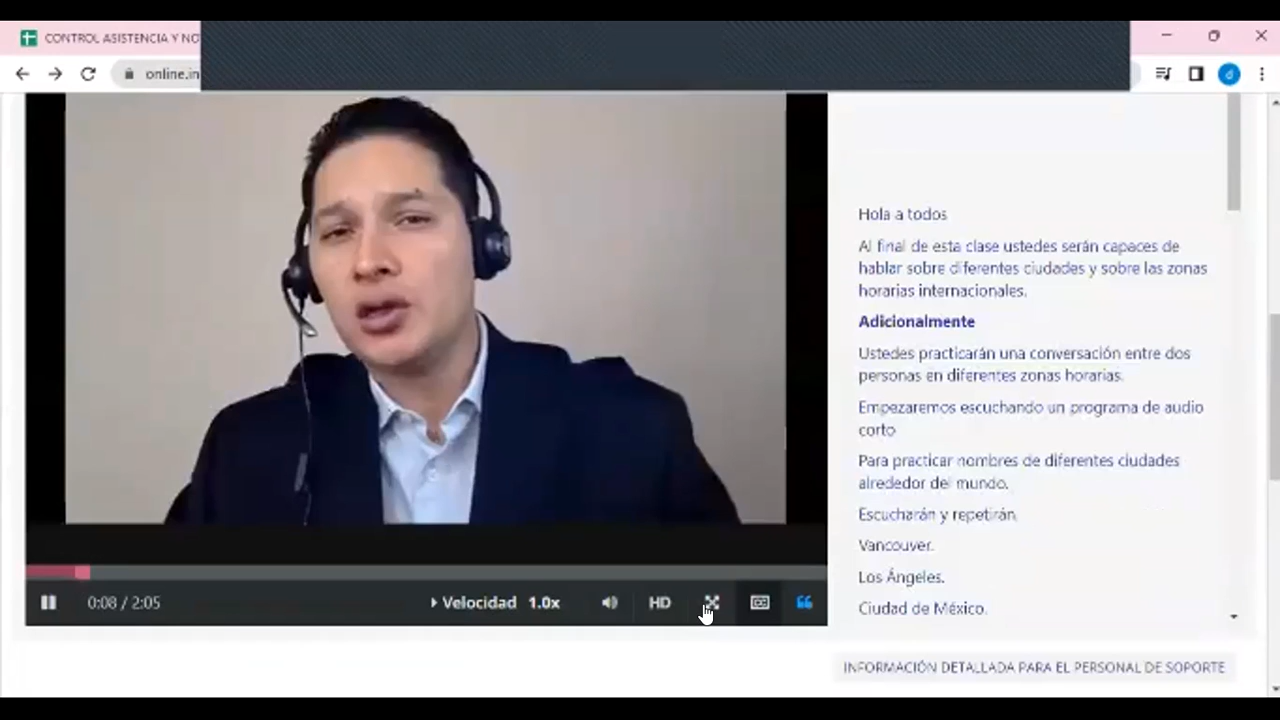 CONTROL ASISTENCIA Y NO
online.in
d
Hola a todos
Al final de esta clase ustedes serán capaces de
hablar sobre diferentes ciudades y sobre las zonas
horarias internacionales.
Adicionalmente
Ustedes practicarán una conversación entre dos
personas en diferentes zonas horarias.
Empezaremos escuchando un programa de audio
corto
Para practicar nombres de diferentes ciudades
alrededor del mundo.
Escucharán y repetirán.
Vancouver.
Los Ángeles.
Ciudad de México.
0:08 / 2:05
Velocidad 1.0x
HD
CC
INFORMACIÓN DETALLADA PARA EL PERSONAL DE SOPORTE